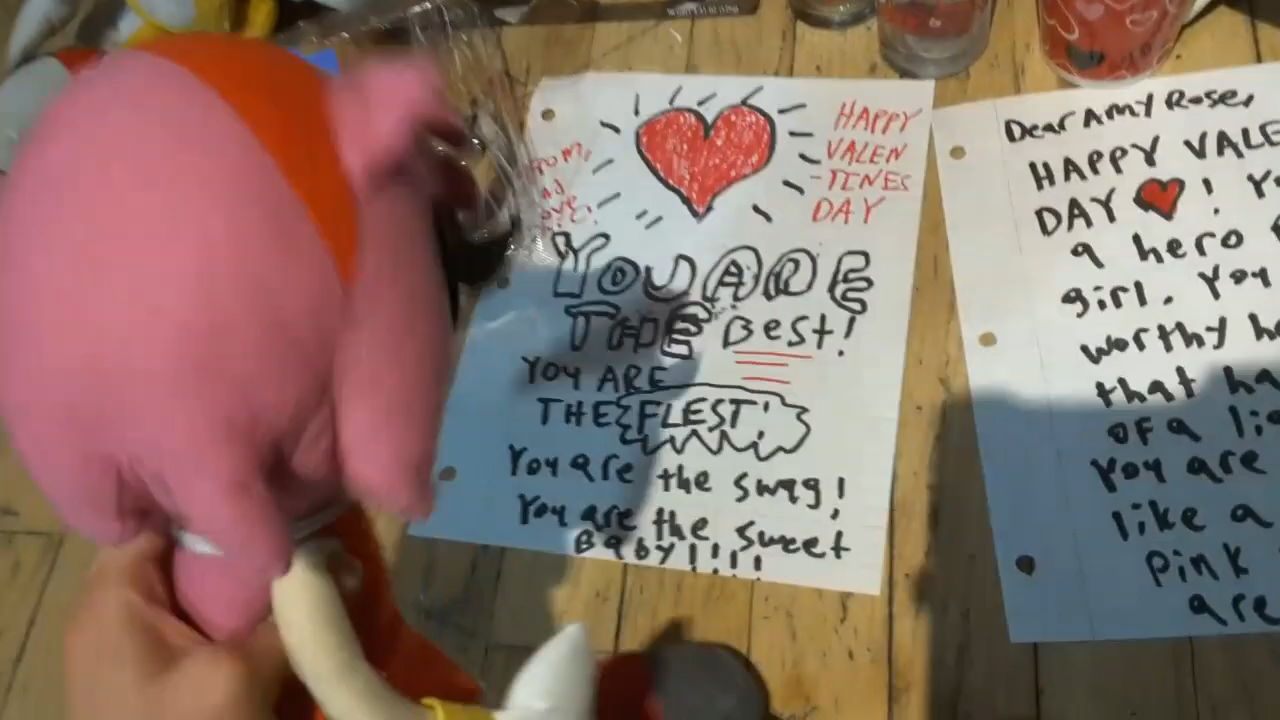 HAPPY
VALEN
-TINES
DAY
YOU ARE
THE Best!
YOU ARE
THE FLEST!
You are the swag!
You are the sweet
BaBy!!!!
Dear Amy Rose,
HAPPY VALE
DAY ! Yo
a hero
girl. You
worthy he
that ha
of a li
You are
like a
Pink
are